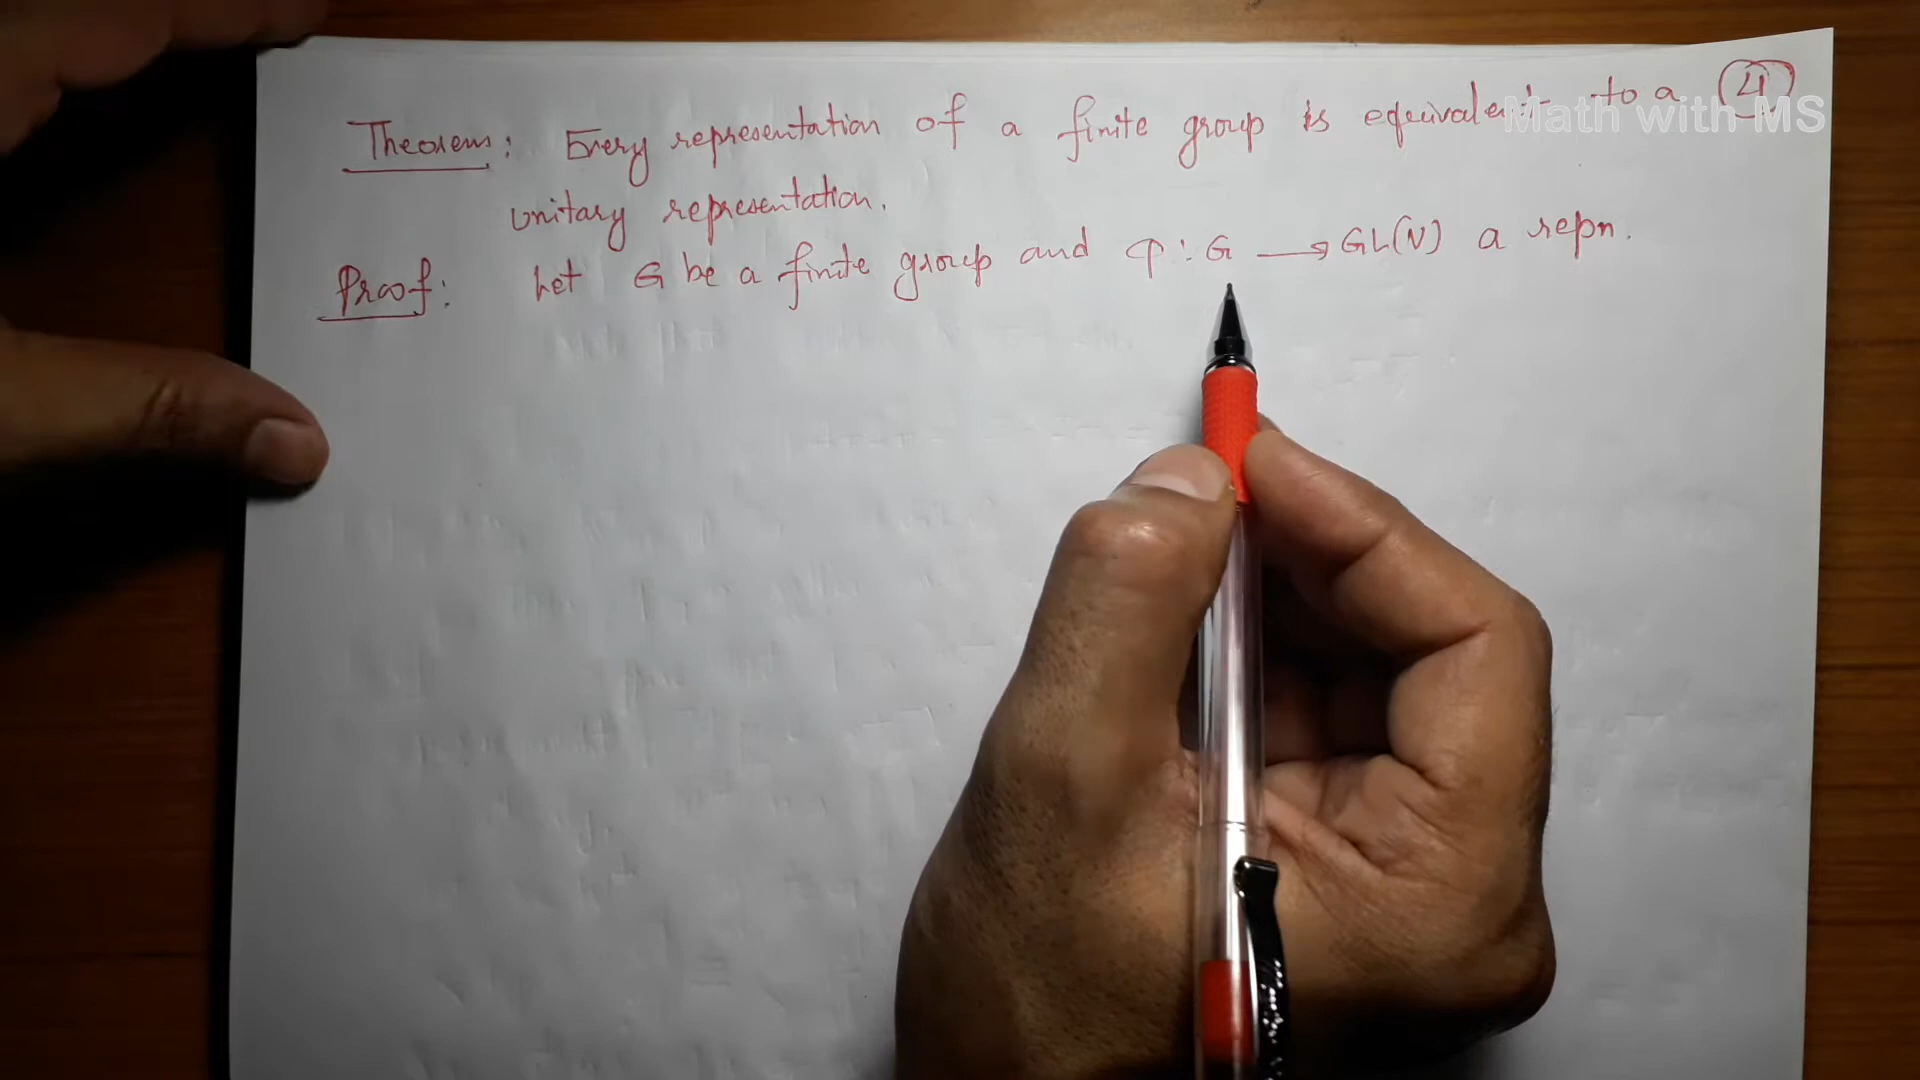 Theorem: Every representation of a finite group is equivalent to a 4
Math with MS
unitary representation.
Proof: Let G be a finite group and φ: G → GL(V) a repn.